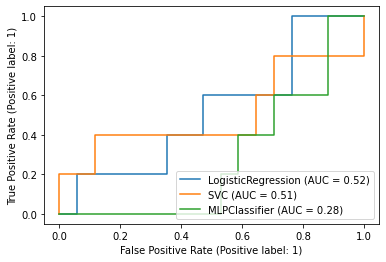 1.0
0.8
0.6
0.4
0.2
0.0
True Positive Rate (Positive label: 1)
LogisticRegression (AUC = 0.52)
SVC (AUC = 0.51)
MLPClassifier (AUC = 0.28)
0.0 0.2 0.4 0.6 0.8 1.0
False Positive Rate (Positive label: 1)